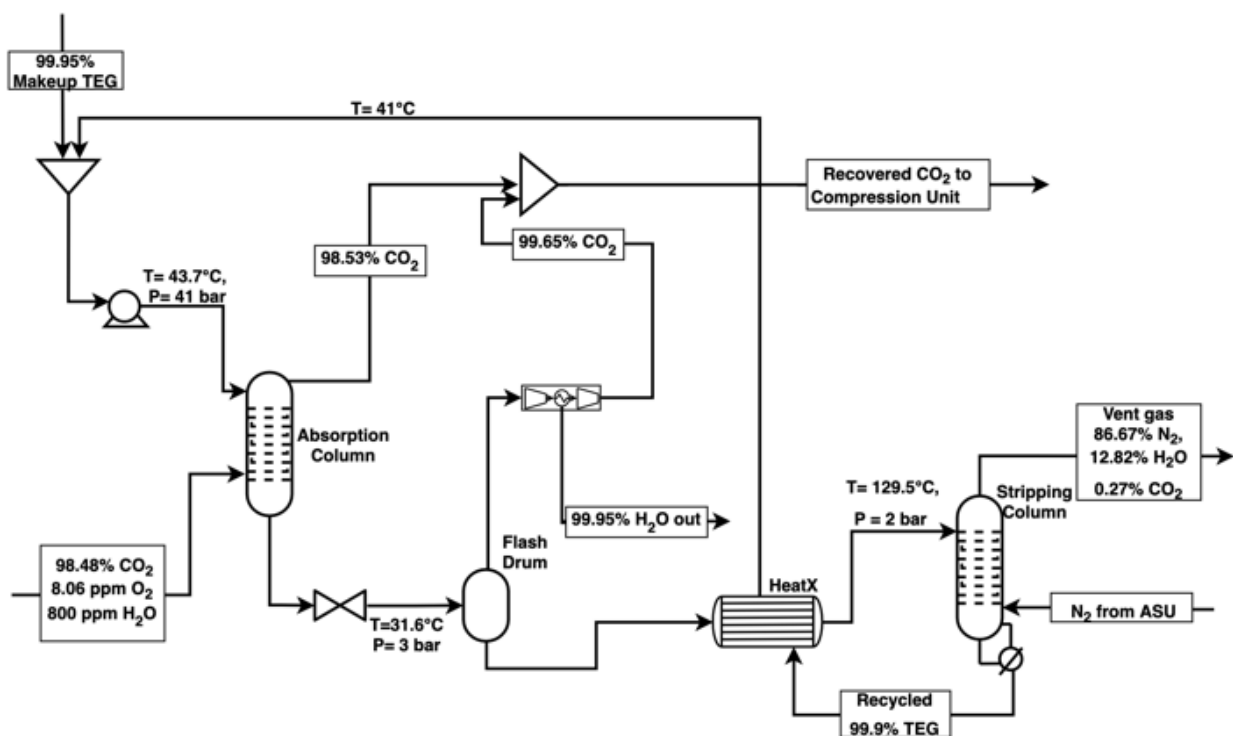 99.95%
Makeup TEG
T= 41°C
Recovered CO2 to
Compression Unit
99.65% CO2
98.53% CO2
T= 43.7°C,
P= 41 bar
Absorption
Column
Vent gas
86.67% N2,
12.82% H2O
0.27% CO2
T= 129.5°C,
P = 2 bar
Stripping
Column
99.95% H2O out
Flash
Drum
98.48% CO2
8.06 ppm O2
800 ppm H2O
HeatX
N2 from ASU
T=31.6°C
P= 3 bar
Recycled
99.9% TEG